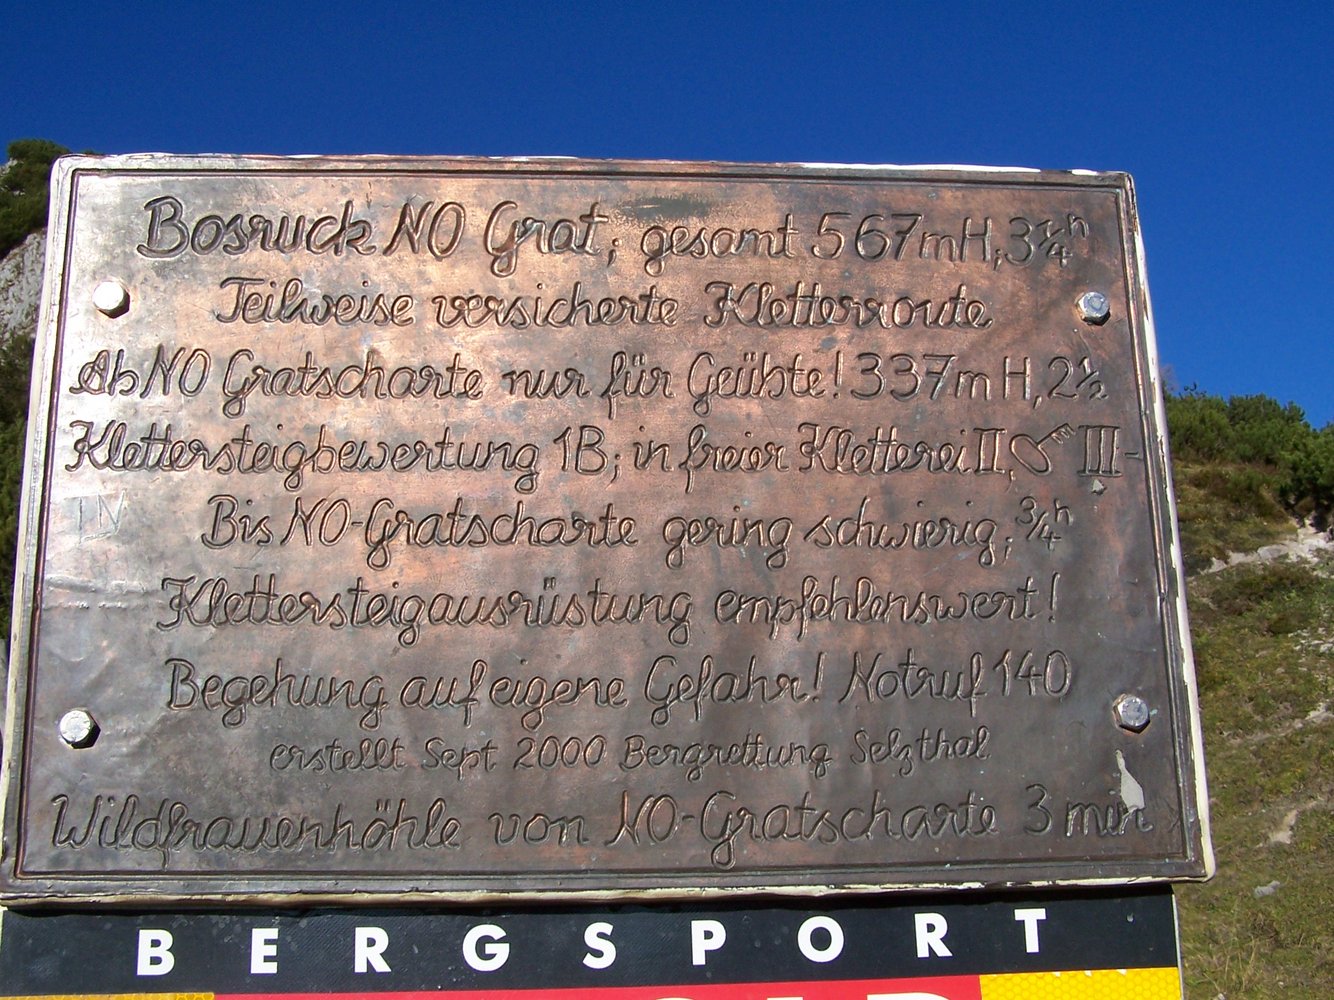 Bosruck NO Grat; gesamt 567mH, 3¼h
Teilweise versicherte Kletterroute
Ab NO Gratscharte nur für Geübte! 337m H, 2½
Klettersteigbewertung 1B; in freier Kletterei II, III-
IV
Bis NO-Gratscharte gering schwierig; ¾h
Klettersteigausrüstung empfehlenswert!
Begehung auf eigene Gefahr! Notruf 140
erstellt Sept 2000 Bergrettung Selzthal
Wildfrauenhöhle von NO-Gratscharte 3 min
BERGSPORT